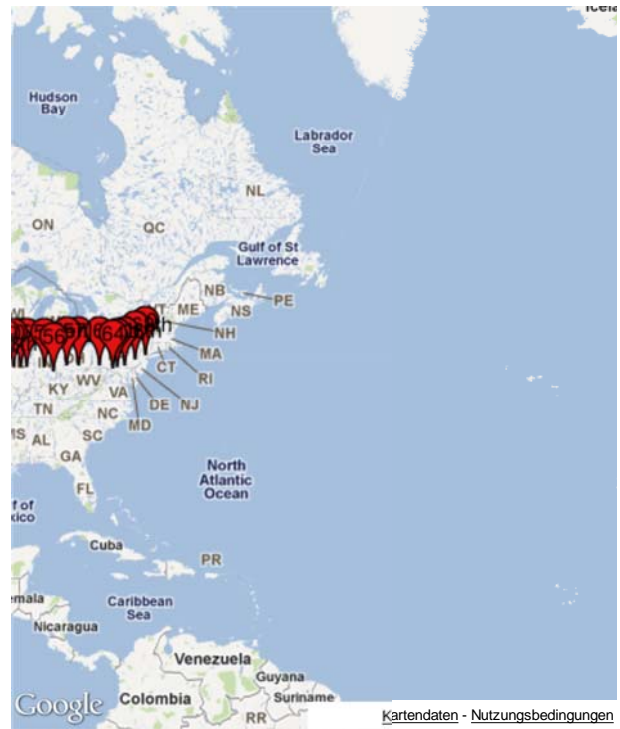 Hudson
Bay
Labrador
Sea
NL
ON
QC
Gulf of St
Lawrence
NB
PE
ME
NS
NH
MA
56
64
CT
RI
KY
WV
VA
DE
NJ
TN
NC
MD
AL
SC
GA
North
Atlantic
Ocean
FL
Cuba
PR
Caribbean
Sea
Nicaragua
Venezuela
Guyana
Google
Colombia
Suriname
RR
Kartendaten - Nutzungsbedingungen